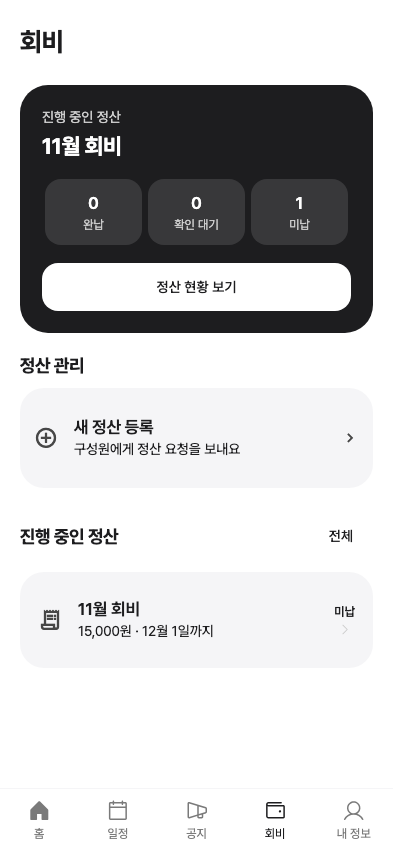 회비
진행 중인 정산
11월 회비
0
완납
0
확인 대기
1
미납
정산 현황 보기
정산 관리
새 정산 등록
구성원에게 정산 요청을 보내요
진행 중인 정산
전체
11월 회비
15,000원 · 12월 1일까지
미납
홈
일정
공지
회비
내 정보